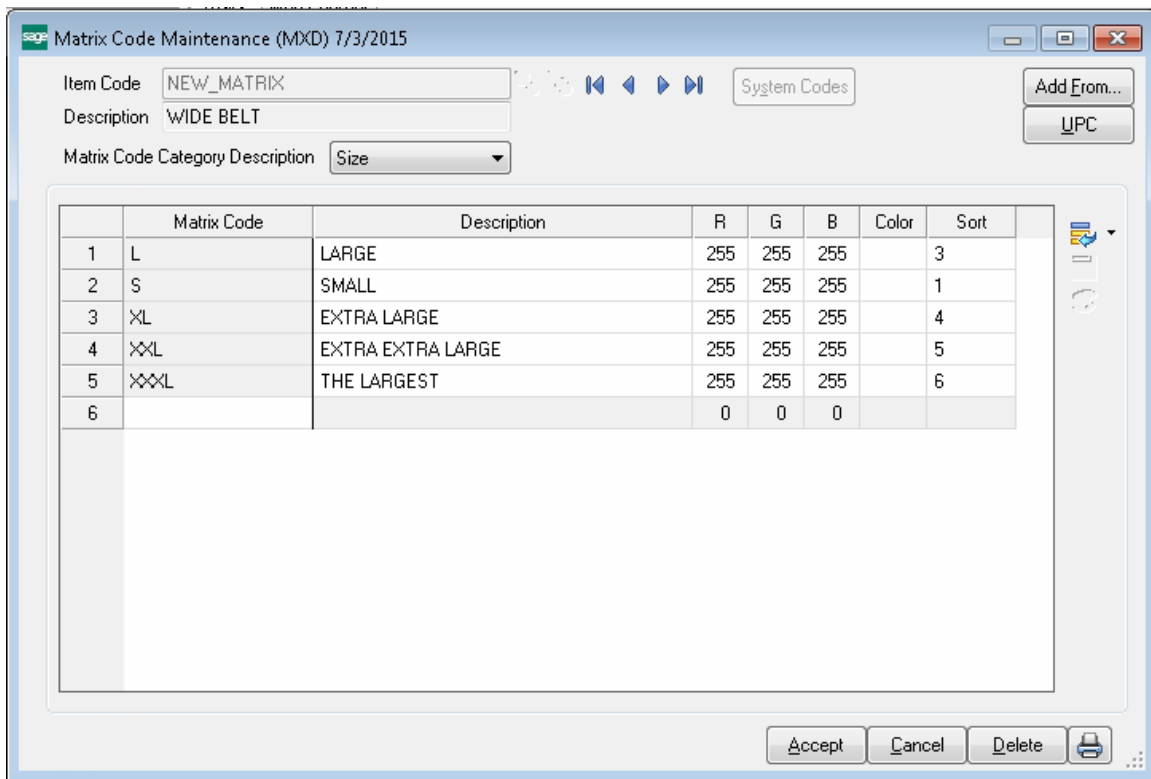 sage Matrix Code Maintenance (MXD) 7/3/2015
Item Code NEW_MATRIX System Codes Add From...
Description WIDE BELT UPC
Matrix Code Category Description Size
Matrix Code Description R G B Color Sort
1 L LARGE 255 255 255 3
2 S SMALL 255 255 255 1
3 XL EXTRA LARGE 255 255 255 4
4 XXL EXTRA EXTRA LARGE 255 255 255 5
5 XXXL THE LARGEST 255 255 255 6
6 0 0 0
Accept Cancel Delete